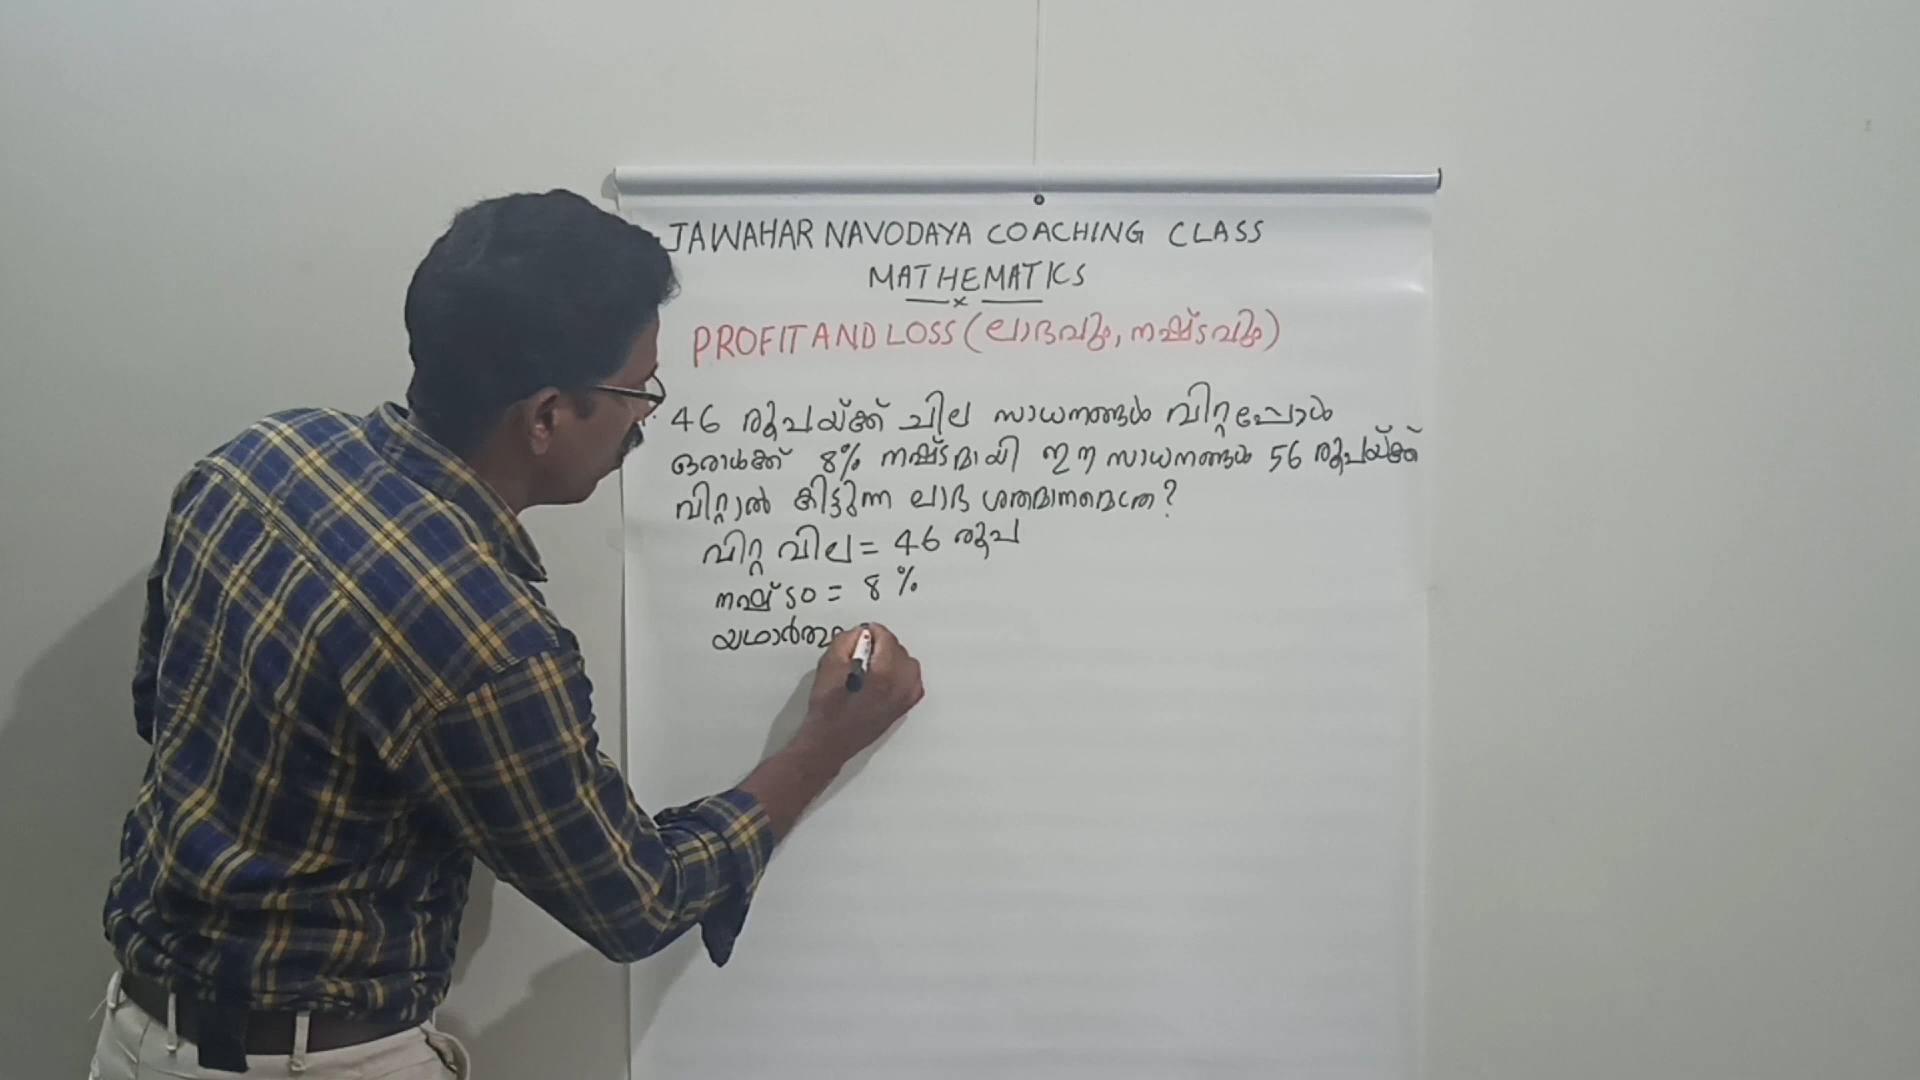 JAWAHAR NAVODAYA COACHING CLASS
MATHEMATICS
x
PROFIT AND LOSS (ലാഭവും, നഷ്ടവും)
46 രൂപയ്ക്ക് ചില സാധനങ്ങൾ വിറ്റപ്പോൾ
ഒരാൾക്ക് 8% നഷ്ടമായി ഈ സാധനങ്ങൾ 56 രൂപയ്ക്ക്
വിറ്റാൽ കിട്ടുന്ന ലാഭ ശതമാനമെത്ര?
വിറ്റ വില = 46 രൂപ
നഷ്ടം = 8 %